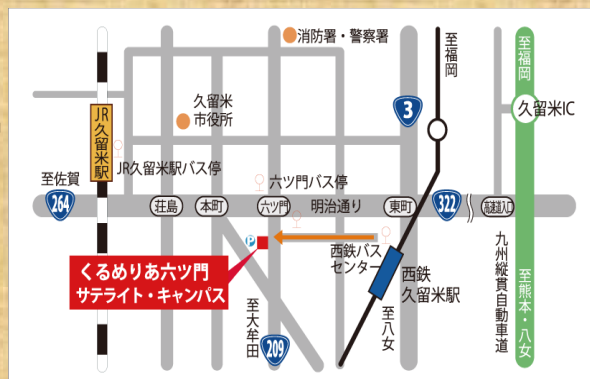 消防署・警察署
至福岡
至福岡
久留米
市役所
3
久留米IC
JR久留米駅
JR久留米駅バス停
六ツ門バス停
至佐賀
264
荘島
本町
六ツ門
明治通り
東町
322
高速道入口
西鉄バス
センター
P
くるめりあ六ツ門
サテライト・キャンパス
西鉄
久留米駅
九州縦貫自動車道
至熊本・八女
至大牟田
209
至八女